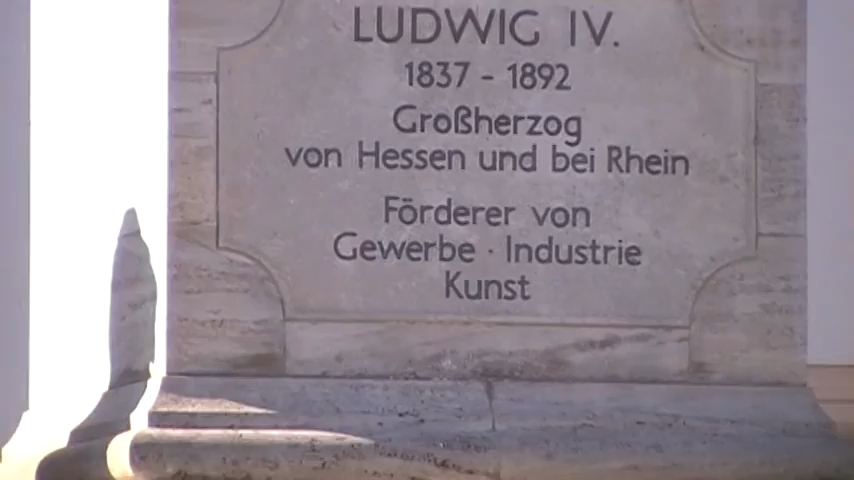 LUDWIG IV.
1837 - 1892
Großherzog
von Hessen und bei Rhein
Förderer von
Gewerbe · Industrie
Kunst